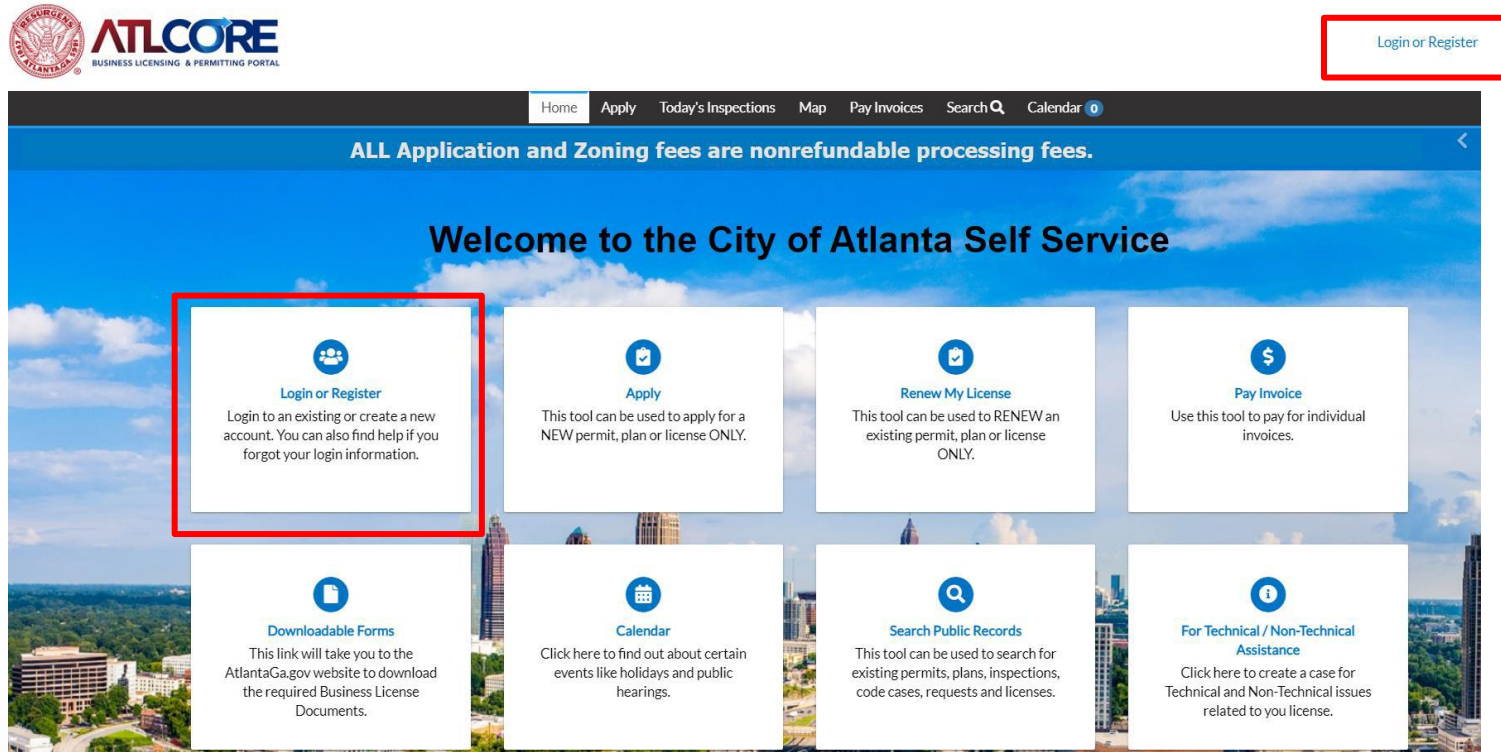 RESURGENS
ATLANTA, GA.
1847 1865
ATLCORE
BUSINESS LICENSING & PERMITTING PORTAL
Login or Register
Home Apply Today's Inspections Map Pay Invoices Search Calendar 0
ALL Application and Zoning fees are nonrefundable processing fees.
Welcome to the City of Atlanta Self Service
Login or Register
Login to an existing or create a new
account. You can also find help if you
forgot your login information.
Apply
This tool can be used to apply for a
NEW permit, plan or license ONLY.
Renew My License
This tool can be used to RENEW an
existing permit, plan or license
ONLY.
Pay Invoice
Use this tool to pay for individual
invoices.
Downloadable Forms
This link will take you to the
AtlantaGa.gov website to download
the required Business License
Documents.
Calendar
Click here to find out about certain
events like holidays and public
hearings.
Search Public Records
This tool can be used to search for
existing permits, plans, inspections,
code cases, requests and licenses.
For Technical / Non-Technical
Assistance
Click here to create a case for
Technical and Non-Technical issues
related to you license.